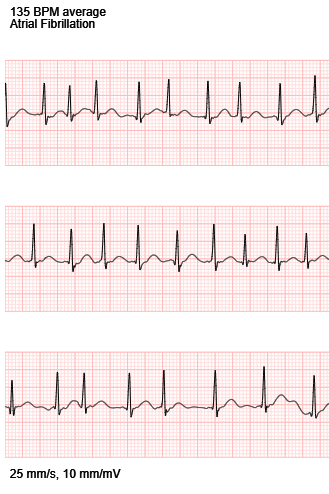 135 BPM average
Atrial Fibrillation
25 mm/s, 10 mm/mV